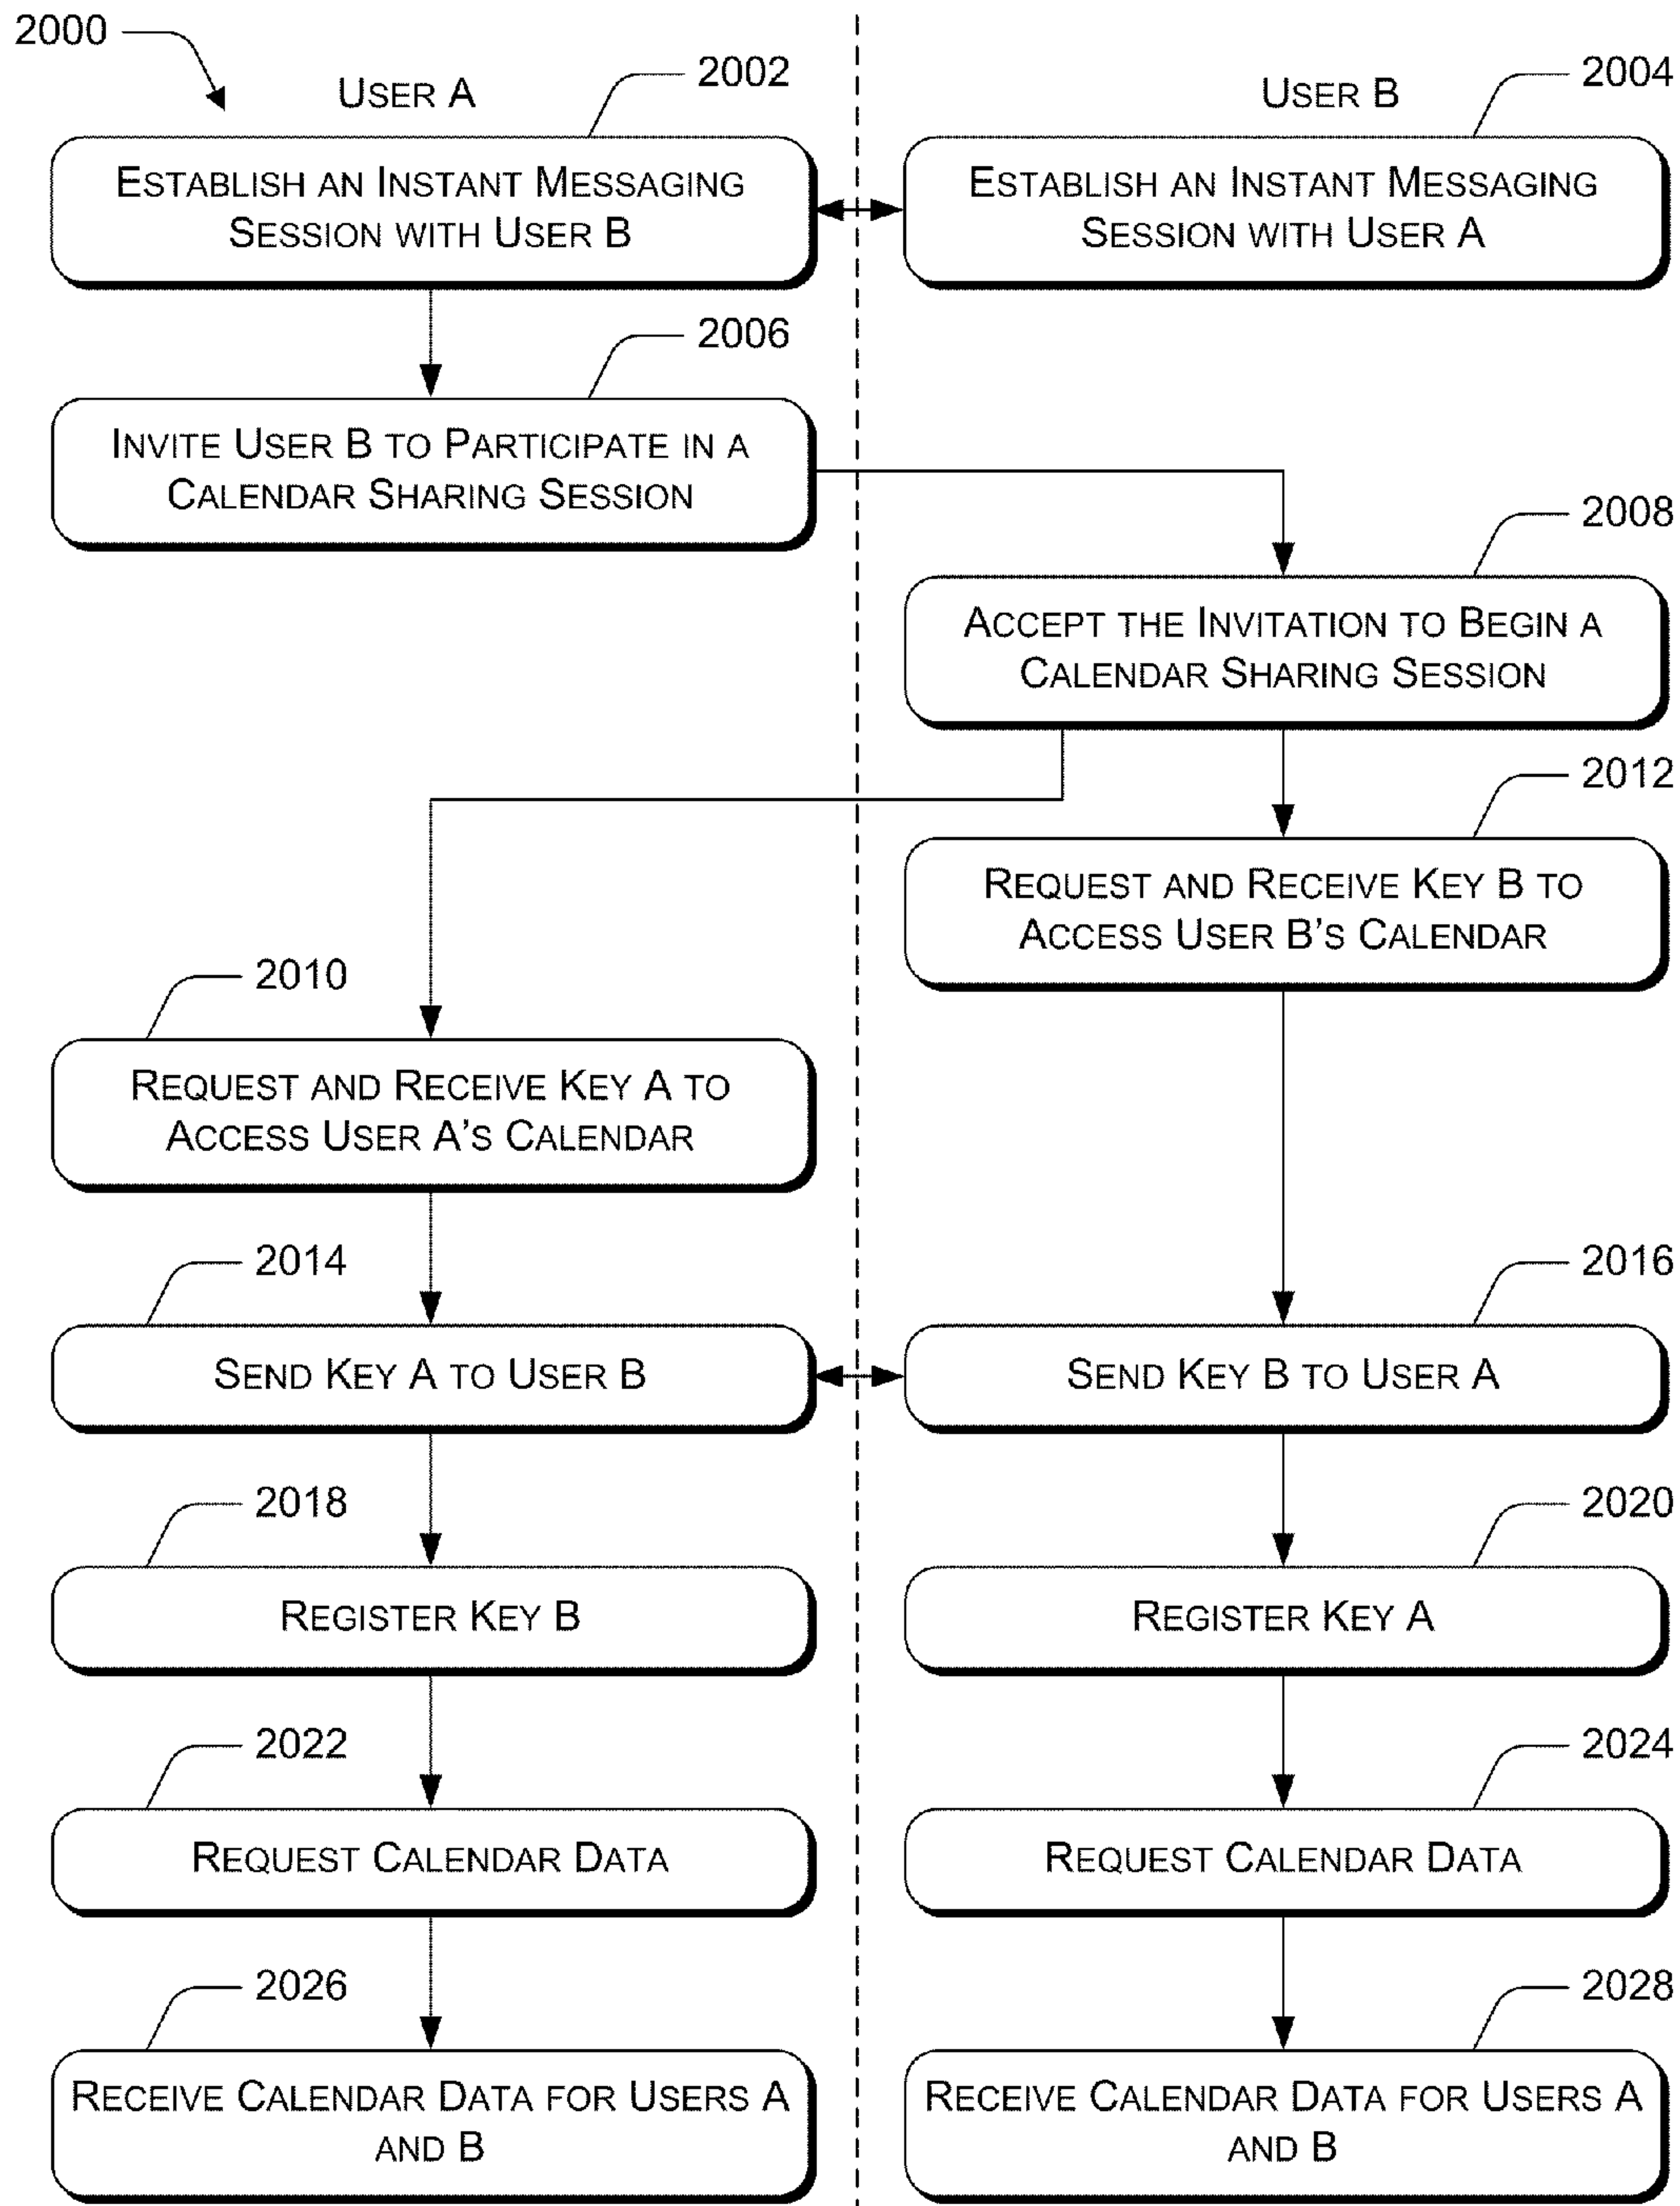 2000
USER A
2002
USER B
2004
ESTABLISH AN INSTANT MESSAGING
SESSION WITH USER B
ESTABLISH AN INSTANT MESSAGING
SESSION WITH USER A
2006
INVITE USER B TO PARTICIPATE IN A
CALENDAR SHARING SESSION
2008
ACCEPT THE INVITATION TO BEGIN A
CALENDAR SHARING SESSION
2012
REQUEST AND RECEIVE KEY B TO
ACCESS USER B'S CALENDAR
2010
REQUEST AND RECEIVE KEY A TO
ACCESS USER A'S CALENDAR
2014
2016
SEND KEY A TO USER B
SEND KEY B TO USER A
2018
2020
REGISTER KEY B
REGISTER KEY A
2022
2024
REQUEST CALENDAR DATA
REQUEST CALENDAR DATA
2026
2028
RECEIVE CALENDAR DATA FOR USERS A
AND B
RECEIVE CALENDAR DATA FOR USERS A
AND B